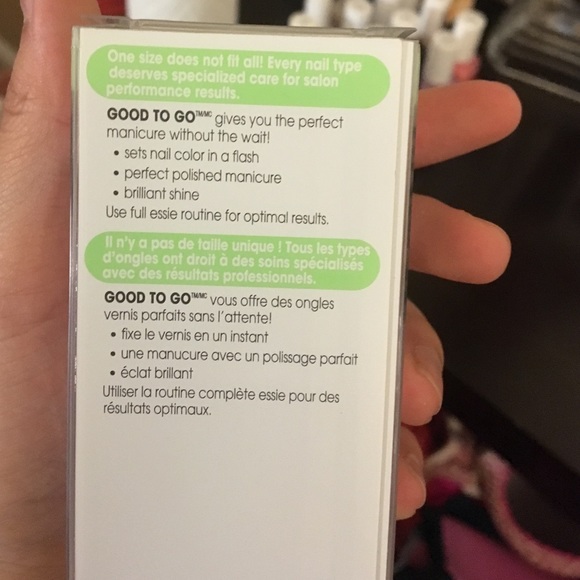 One size does not fit all! Every nail type
deserves specialized care for salon
performance results.
GOOD TO GO™/MC gives you the perfect
manicure without the wait!
• sets nail color in a flash
• perfect polished manicure
• brilliant shine
Use full essie routine for optimal results.
Il n'y a pas de taille unique ! Tous les types
d'ongles ont droit à des soins spécialisés
avec des résultats professionnels.
GOOD TO GO™/MC vous offre des ongles
vernis parfaits sans l'attente!
• fixe le vernis en un instant
• une manucure avec un polissage parfait
• éclat brillant
Utiliser la routine complète essie pour des
résultats optimaux.